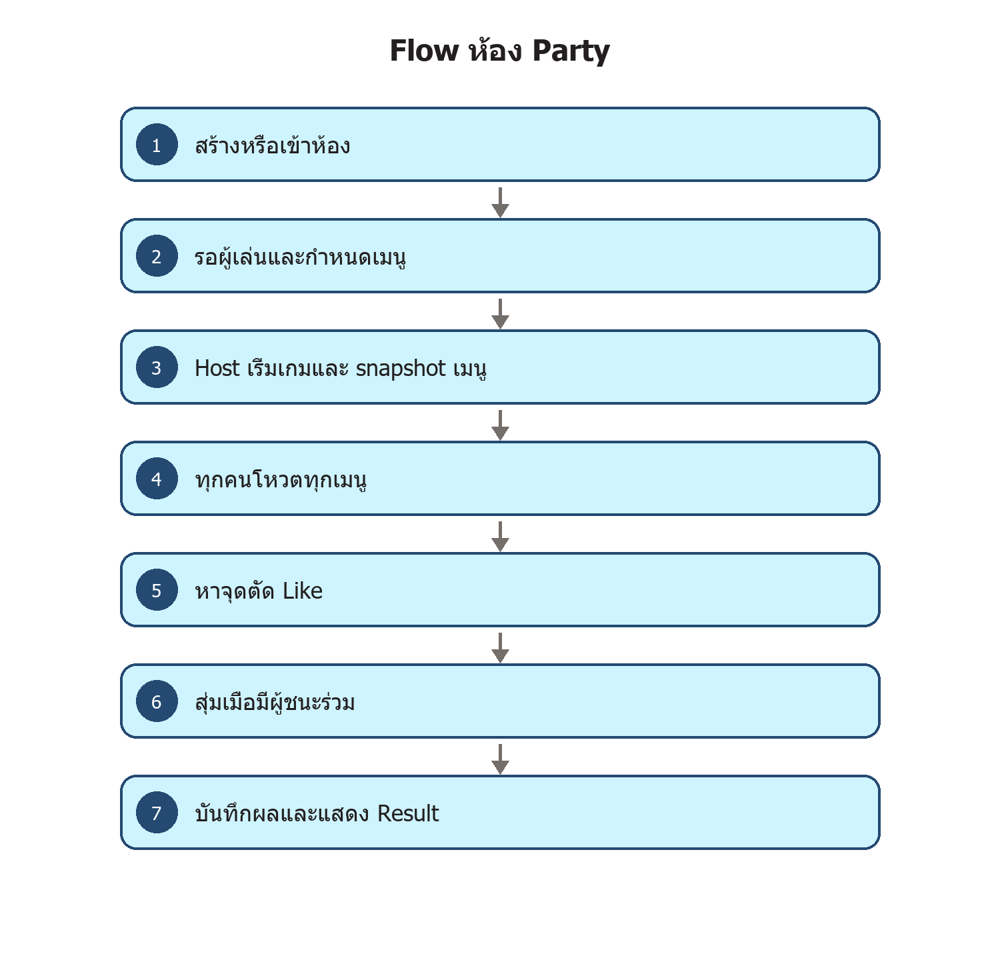 Flow ห้อง Party
1 สร้างหรือเข้าห้อง
2 รอผู้เล่นและกำหนดเมนู
3 Host เริ่มเกมและ snapshot เมนู
4 ทุกคนโหวตทุกเมนู
5 หาจุดตัด Like
6 สุ่มเมื่อมีผู้ชนะร่วม
7 บันทึกผลและแสดง Result